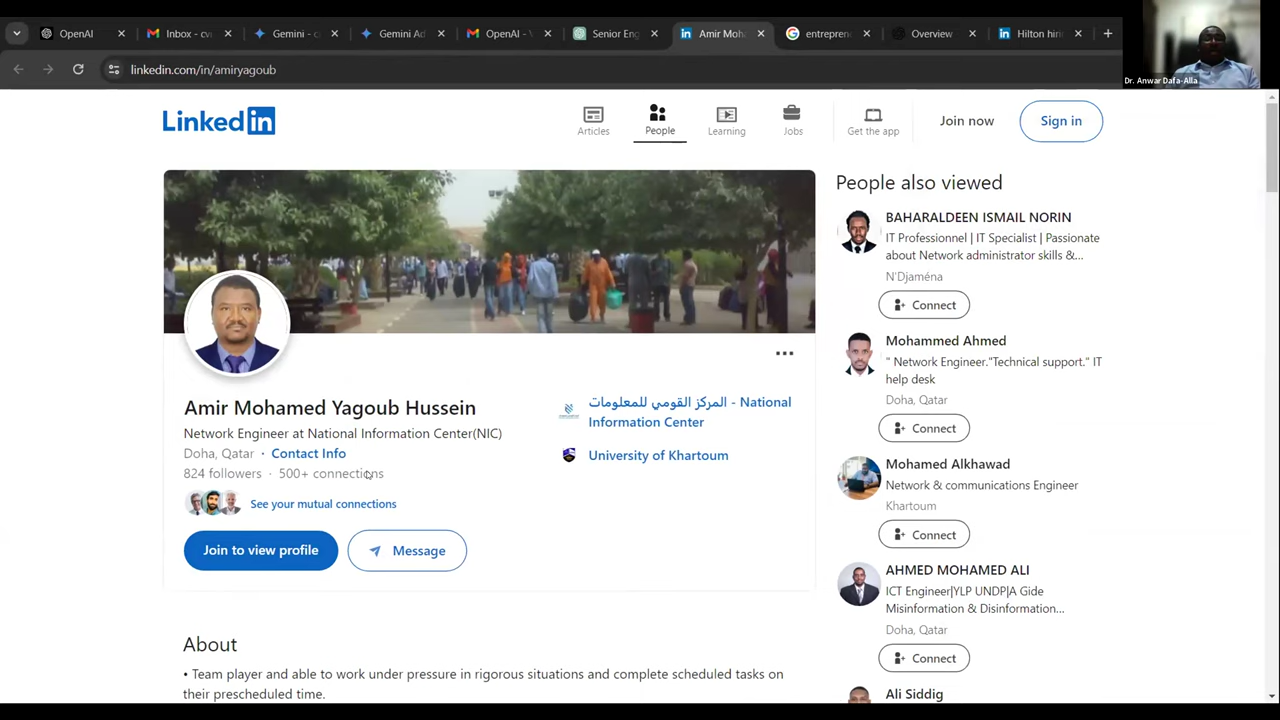 OpenAI
Inbox - cv
Gemini - c
Gemini Ad
OpenAI - V
Senior Eng
Amir Moh
entrepren
Overview
Hilton hiri
linkedin.com/in/amiryagoub
Dr. Anwar Dafa-Alla
LinkedIn
Articles
People
Learning
Jobs
Get the app
Join now
Sign in
Amir Mohamed Yagoub Hussein
Network Engineer at National Information Center(NIC)
Doha, Qatar · Contact Info
824 followers · 500+ connections
See your mutual connections
Join to view profile
Message
المركز القومي للمعلومات - National
Information Center
University of Khartoum
About
• Team player and able to work under pressure in rigorous situations and complete scheduled tasks on
their prescheduled time.
People also viewed
BAHARALDEEN ISMAIL NORIN
IT Professionnel | IT Specialist | Passionate
about Network administrator skills &...
N'Djaména
Connect
Mohammed Ahmed
" Network Engineer."Technical support." IT
help desk
Doha, Qatar
Connect
Mohamed Alkhawad
Network & communications Engineer
Khartoum
Connect
AHMED MOHAMED ALI
ICT Engineer|YLP UNDP|A Gide
Misinformation & Disinformation...
Doha, Qatar
Connect
Ali Siddig